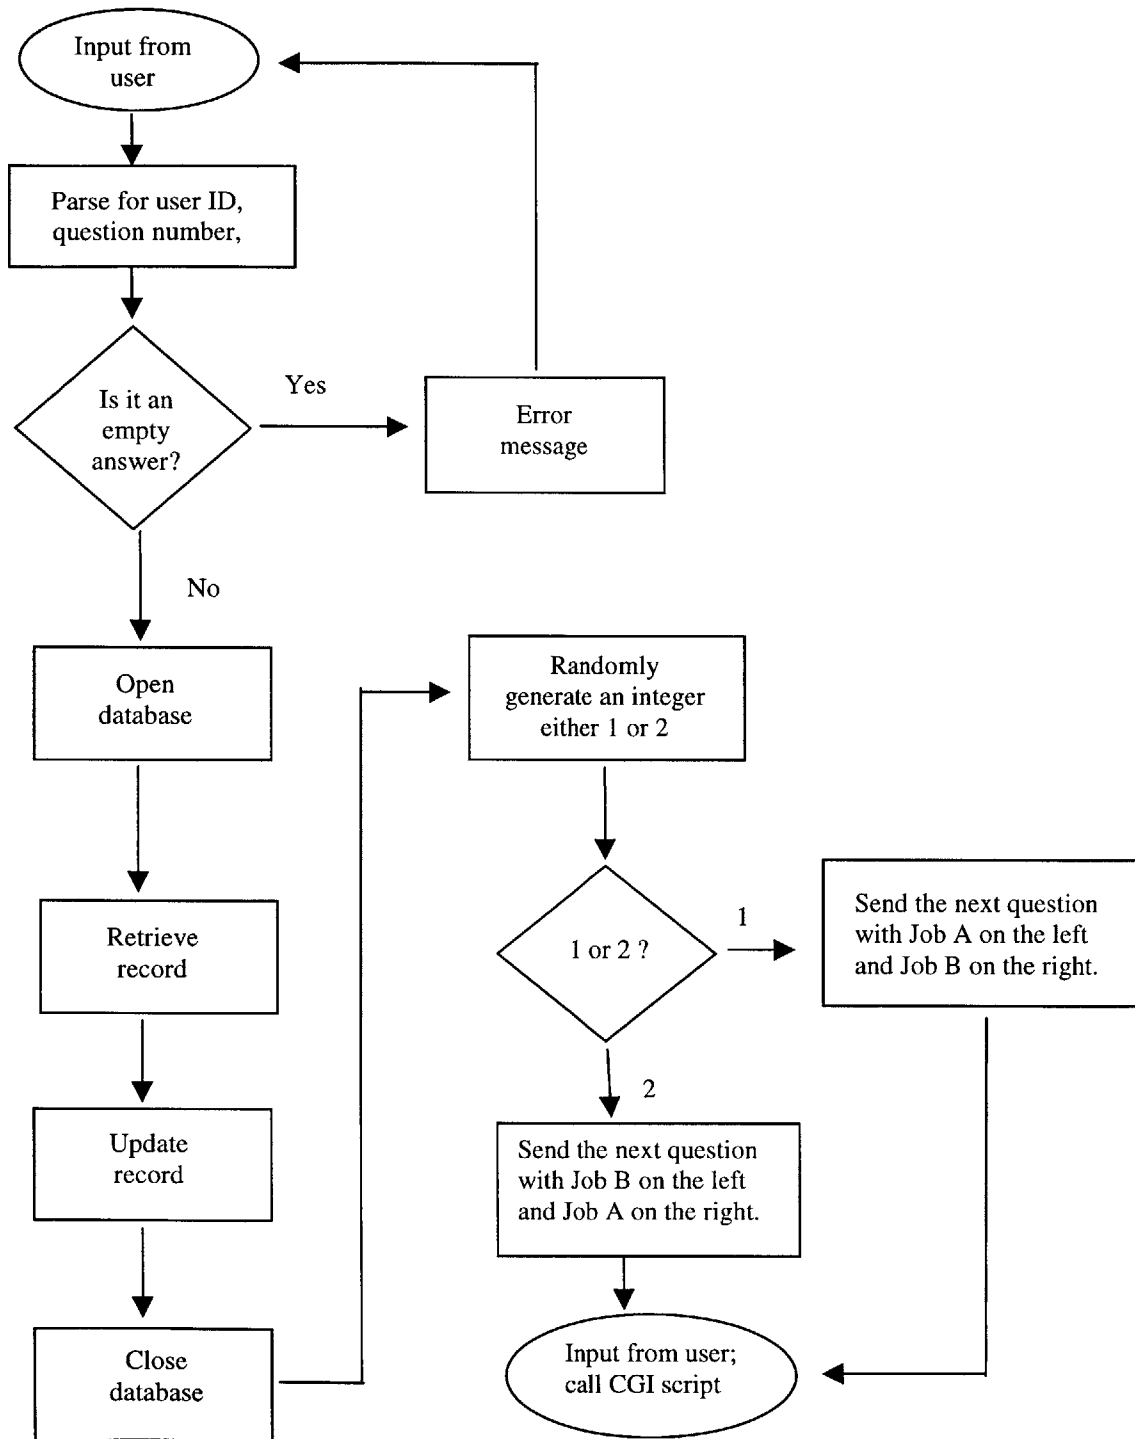 Input from
user
Parse for user ID,
question number,
Is it an
empty
answer?
Yes
Error
message
No
Open
database
Retrieve
record
Update
record
Close
database
Randomly
generate an integer
either 1 or 2
1 or 2 ?
1
Send the next question
with Job A on the left
and Job B on the right.
2
Send the next question
with Job B on the left
and Job A on the right.
Input from user;
call CGI script